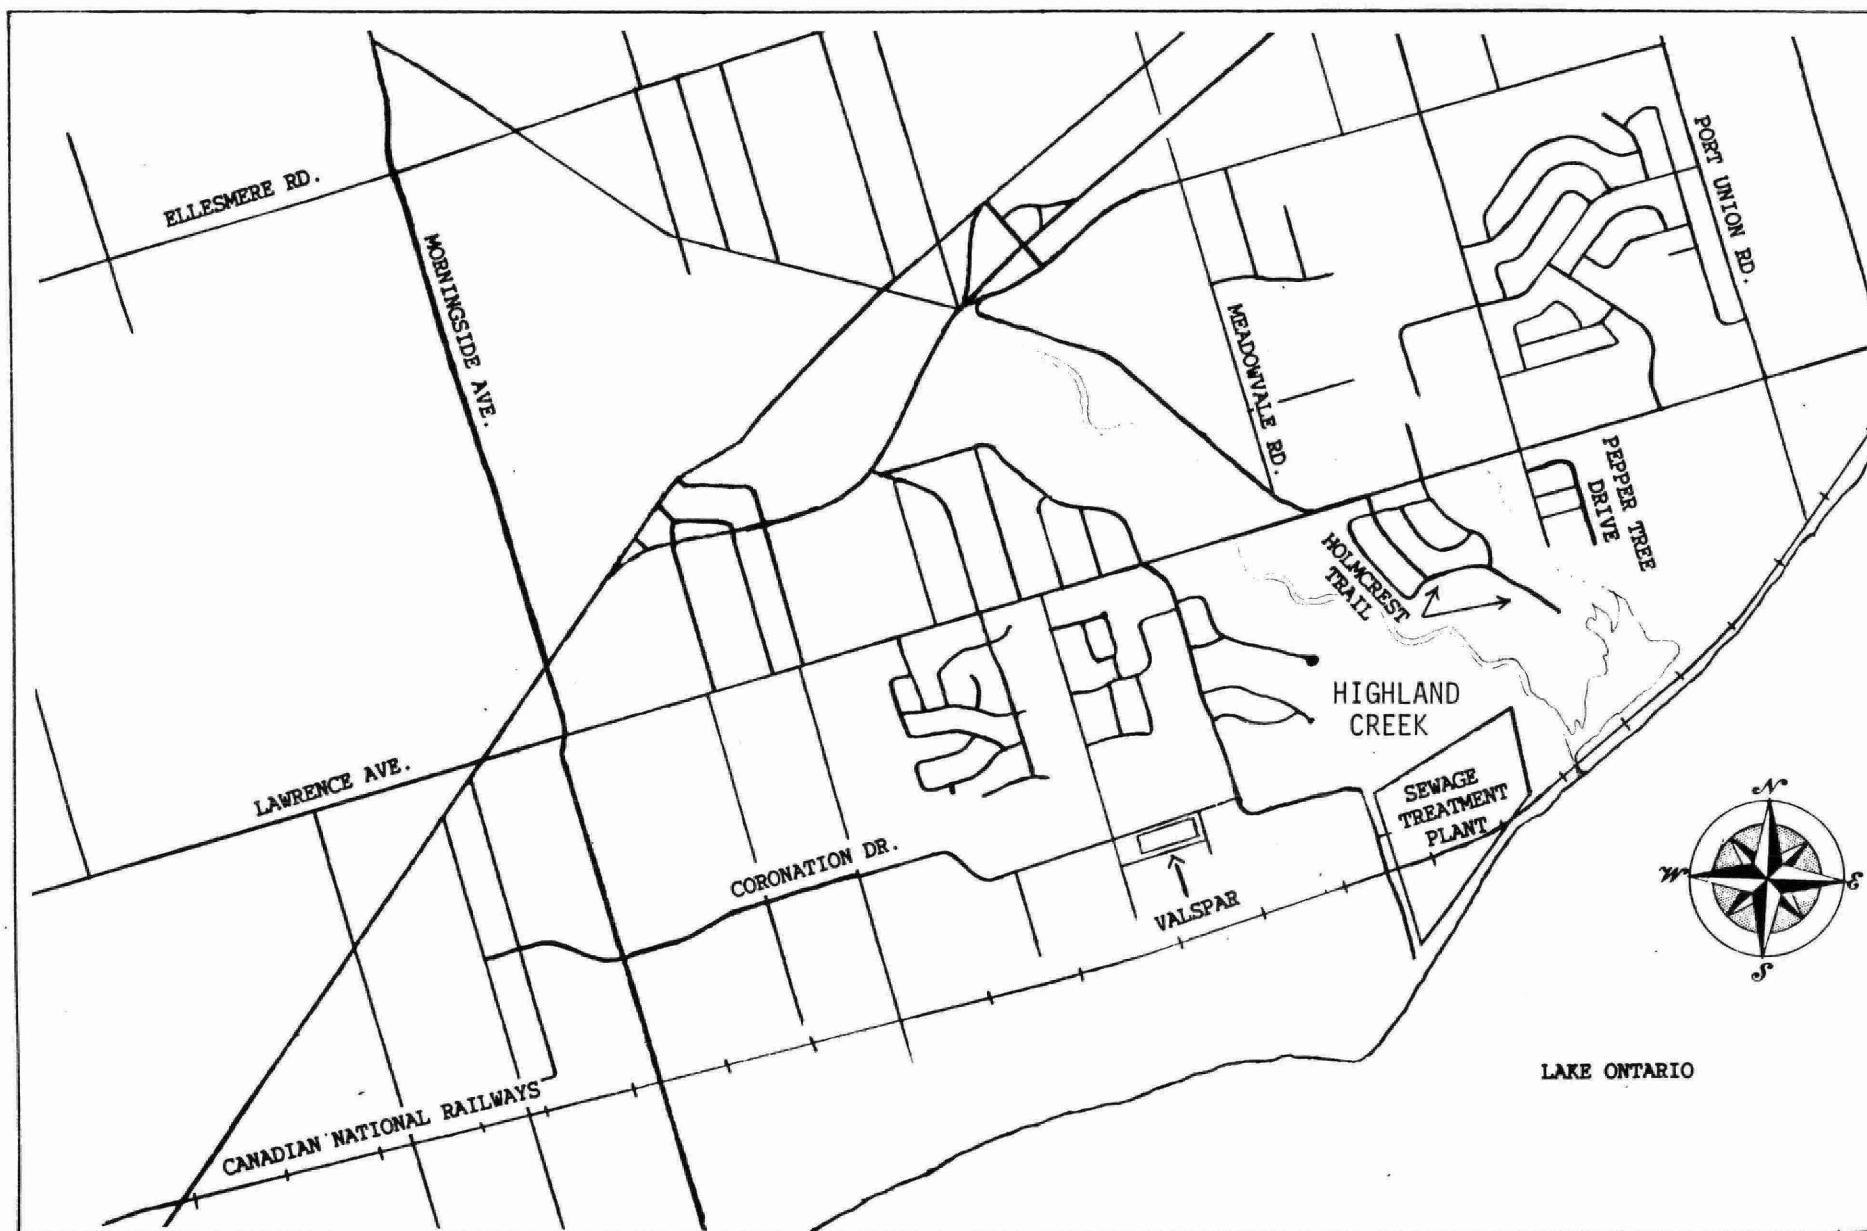 ELLESMERE RD.
MORNINGSIDE AVE.
PORT UNION RD.
MEADOWVALE RD.
PEPPER TREE
DRIVE
HOLMCREST
TRAIL
HIGHLAND
CREEK
LAWRENCE AVE.
SEWAGE
TREATMENT
PLANT
CORONATION DR.
VALSPAR
N
W
E
S
LAKE ONTARIO
CANADIAN NATIONAL RAILWAYS